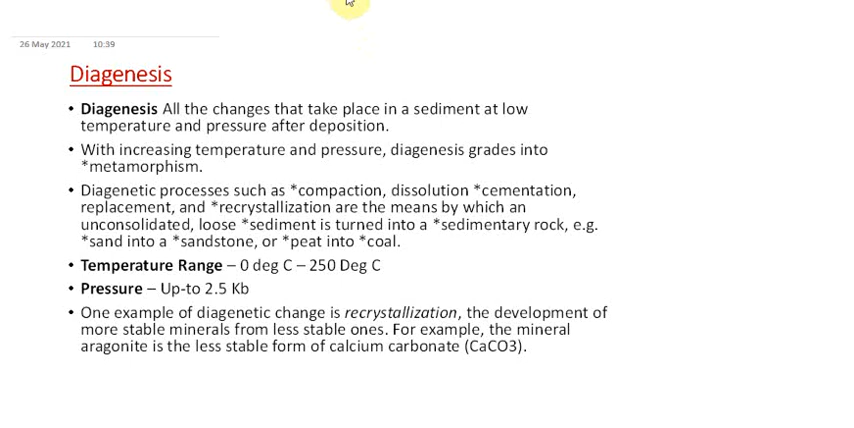 26 May 2021 10:39
Diagenesis
• Diagenesis All the changes that take place in a sediment at low
temperature and pressure after deposition.
• With increasing temperature and pressure, diagenesis grades into
*metamorphism.
• Diagenetic processes such as *compaction, dissolution *cementation,
replacement, and *recrystallization are the means by which an
unconsolidated, loose *sediment is turned into a *sedimentary rock, e.g.
*sand into a *sandstone, or *peat into *coal.
• Temperature Range – 0 deg C – 250 Deg C
• Pressure – Up-to 2.5 Kb
• One example of diagenetic change is recrystallization, the development of
more stable minerals from less stable ones. For example, the mineral
aragonite is the less stable form of calcium carbonate (CaCO3).